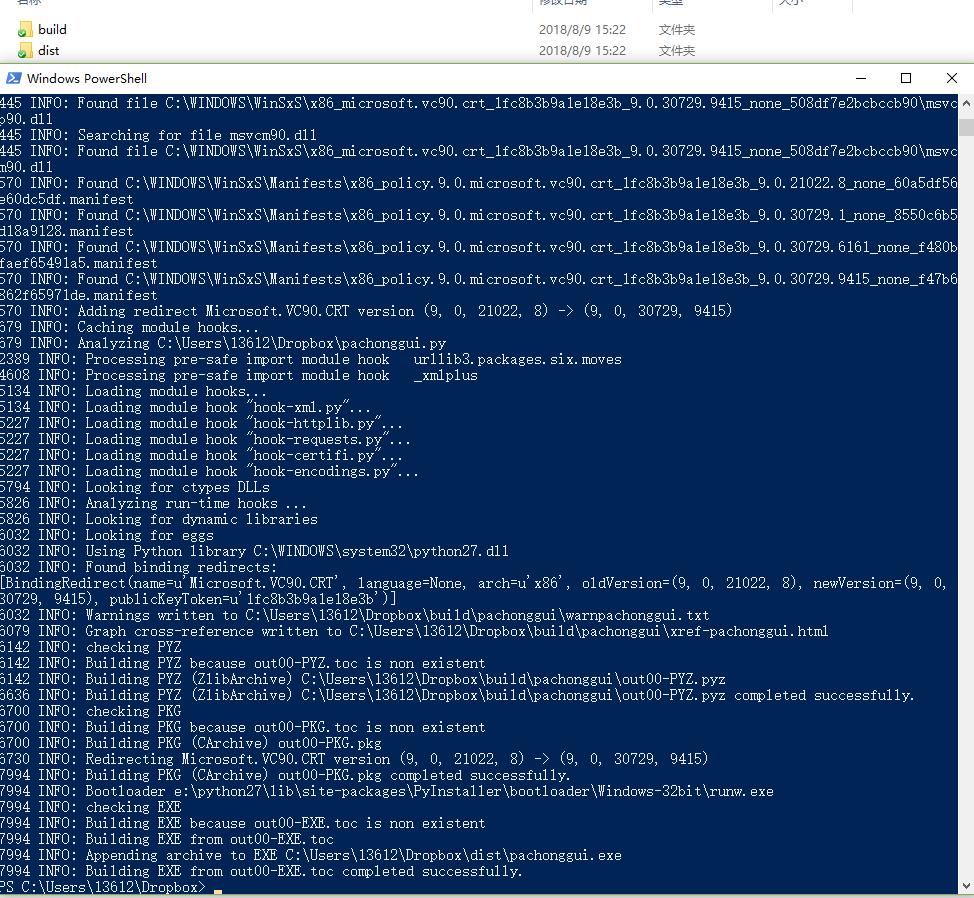 名称 修改日期 类型 大小
build 2018/8/9 15:22 文件夹
dist 2018/8/9 15:22 文件夹
Windows PowerShell
445 INFO: Found file C:\WINDOWS\WinSxS\x86_microsoft.vc90.crt_1fc8b3b9a1e18e3b_9.0.30729.9415_none_508df7e2bcbccb90\msvc
p90.dll
445 INFO: Searching for file msvcm90.dll
445 INFO: Found file C:\WINDOWS\WinSxS\x86_microsoft.vc90.crt_1fc8b3b9a1e18e3b_9.0.30729.9415_none_508df7e2bcbccb90\msvc
m90.dll
570 INFO: Found C:\WINDOWS\WinSxS\Manifests\x86_policy.9.0.microsoft.vc90.crt_1fc8b3b9a1e18e3b_9.0.21022.8_none_60a5df56
e60dc5df.manifest
570 INFO: Found C:\WINDOWS\WinSxS\Manifests\x86_policy.9.0.microsoft.vc90.crt_1fc8b3b9a1e18e3b_9.0.30729.1_none_8550c6b5
d18a9128.manifest
570 INFO: Found C:\WINDOWS\WinSxS\Manifests\x86_policy.9.0.microsoft.vc90.crt_1fc8b3b9a1e18e3b_9.0.30729.6161_none_f480b
faef65491a5.manifest
570 INFO: Found C:\WINDOWS\WinSxS\Manifests\x86_policy.9.0.microsoft.vc90.crt_1fc8b3b9a1e18e3b_9.0.30729.9415_none_f47b6
862f65971de.manifest
570 INFO: Adding redirect Microsoft.VC90.CRT version (9, 0, 21022, 8) -> (9, 0, 30729, 9415)
679 INFO: Caching module hooks...
679 INFO: Analyzing C:\Users\13612\Dropbox\pachonggui.py
2389 INFO: Processing pre-safe import module hook   urllib3.packages.six.moves
4608 INFO: Processing pre-safe import module hook   _xmlplus
5134 INFO: Loading module hooks...
5134 INFO: Loading module hook "hook-xml.py"...
5227 INFO: Loading module hook "hook-httplib.py"...
5227 INFO: Loading module hook "hook-requests.py"...
5227 INFO: Loading module hook "hook-certifi.py"...
5227 INFO: Loading module hook "hook-encodings.py"...
5794 INFO: Looking for ctypes DLLs
5826 INFO: Analyzing run-time hooks ...
5826 INFO: Looking for dynamic libraries
6032 INFO: Looking for eggs
6032 INFO: Using Python library C:\WINDOWS\system32\python27.dll
6032 INFO: Found binding redirects:
[BindingRedirect(name=u'Microsoft.VC90.CRT', language=None, arch=u'x86', oldVersion=(9, 0, 21022, 8), newVersion=(9, 0,
30729, 9415), publicKeyToken=u'1fc8b3b9a1e18e3b')]
6032 INFO: Warnings written to C:\Users\13612\Dropbox\build\pachonggui\warnpachonggui.txt
6079 INFO: Graph cross-reference written to C:\Users\13612\Dropbox\build\pachonggui\xref-pachonggui.html
6142 INFO: checking PYZ
6142 INFO: Building PYZ because out00-PYZ.toc is non existent
6142 INFO: Building PYZ (ZlibArchive) C:\Users\13612\Dropbox\build\pachonggui\out00-PYZ.pyz
6636 INFO: Building PYZ (ZlibArchive) C:\Users\13612\Dropbox\build\pachonggui\out00-PYZ.pyz completed successfully.
6700 INFO: checking PKG
6700 INFO: Building PKG because out00-PKG.toc is non existent
6700 INFO: Building PKG (CArchive) out00-PKG.pkg
6730 INFO: Redirecting Microsoft.VC90.CRT version (9, 0, 21022, 8) -> (9, 0, 30729, 9415)
7994 INFO: Building PKG (CArchive) out00-PKG.pkg completed successfully.
7994 INFO: Bootloader e:\python27\lib\site-packages\PyInstaller\bootloader\Windows-32bit\runw.exe
7994 INFO: checking EXE
7994 INFO: Building EXE because out00-EXE.toc is non existent
7994 INFO: Building EXE from out00-EXE.toc
7994 INFO: Appending archive to EXE C:\Users\13612\Dropbox\dist\pachonggui.exe
7994 INFO: Building EXE from out00-EXE.toc completed successfully.
PS C:\Users\13612\Dropbox>